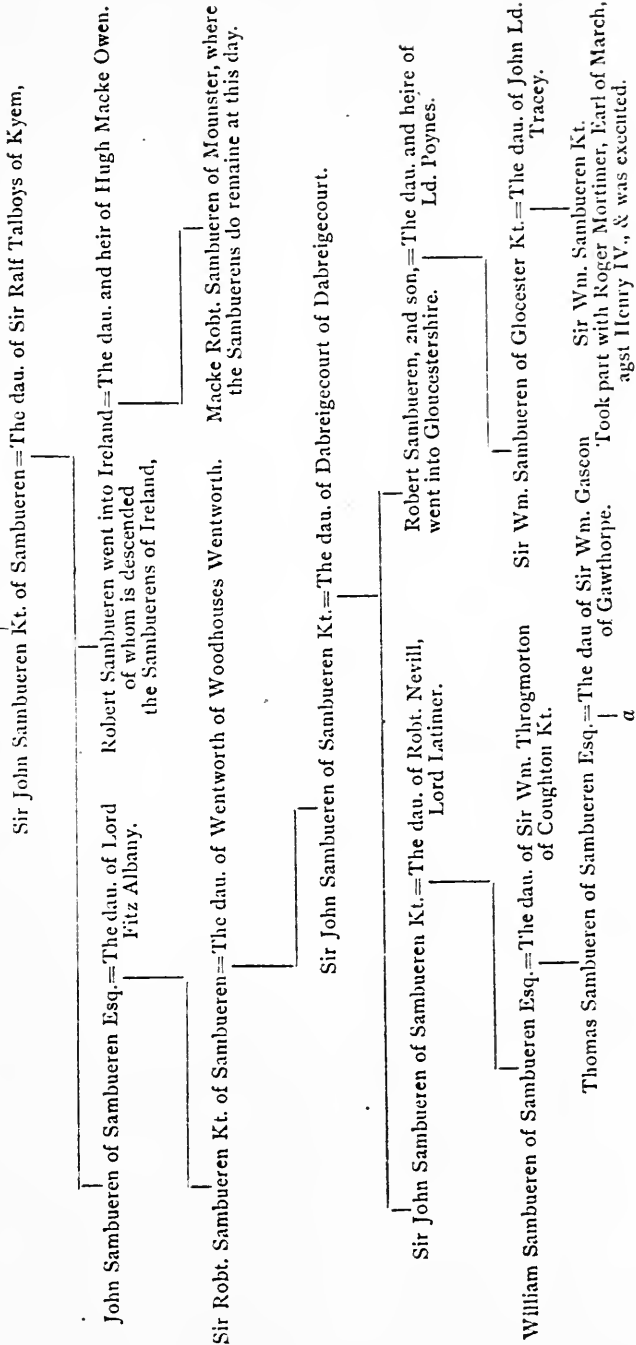 Sir John Sambueren Kt. of Sambueren=The dau. of Sir Ralf Talboys of Kyem,
John Sambueren of Sambueren Esq.=The dau. of Lord
Fitz Albany.
Robert Sambueren went into Ireland=The dau. and heir of Hugh Macke Owen.
of whom is descended
the Sambuerens of Ireland,
Sir Robt. Sambueren Kt. of Sambueren=The dau. of Wentworth of Woodhouses Wentworth.
Macke Robt. Sambueren of Mounster, where
the Sambuerens do remaine at this day.
Sir John Sambueren of Sambueren Kt.=The dau. of Dabreigecourt of Dabreigecourt.
Sir John Sambueren of Sambueren Kt.=The dau. of Robt. Nevill,
Lord Latimer.
Robert Sambueren, 2nd son,=The dau. and heire of
went into Gloucestershire. Ld. Poynes.
William Sambueren of Sambueren Esq.=The dau. of Sir Wm. Throgmorton
of Coughton Kt.
Sir Wm. Sambueren of Glocester Kt.=The dau. of John Ld.
Tracey.
Thomas Sambueren of Sambueren Esq.=The dau of Sir Wm. Gascon
of Gawthorpe.
a
Sir Wm. Sambueren Kt.
Took part with Roger Mortimer, Earl of March,
agst Henry IV., & was executed.